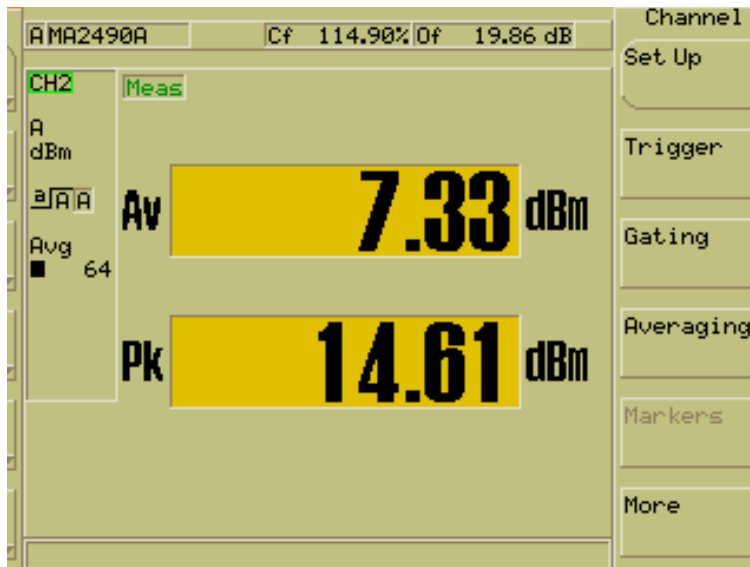 A MA2490A Cf 114.90% Of 19.86 dB
CH2
Meas
A
dBm
a A A
Avg
64
Av 7.33 dBm
Pk 14.61 dBm
Channel
Set Up
Trigger
Gating
Averaging
Markers
More